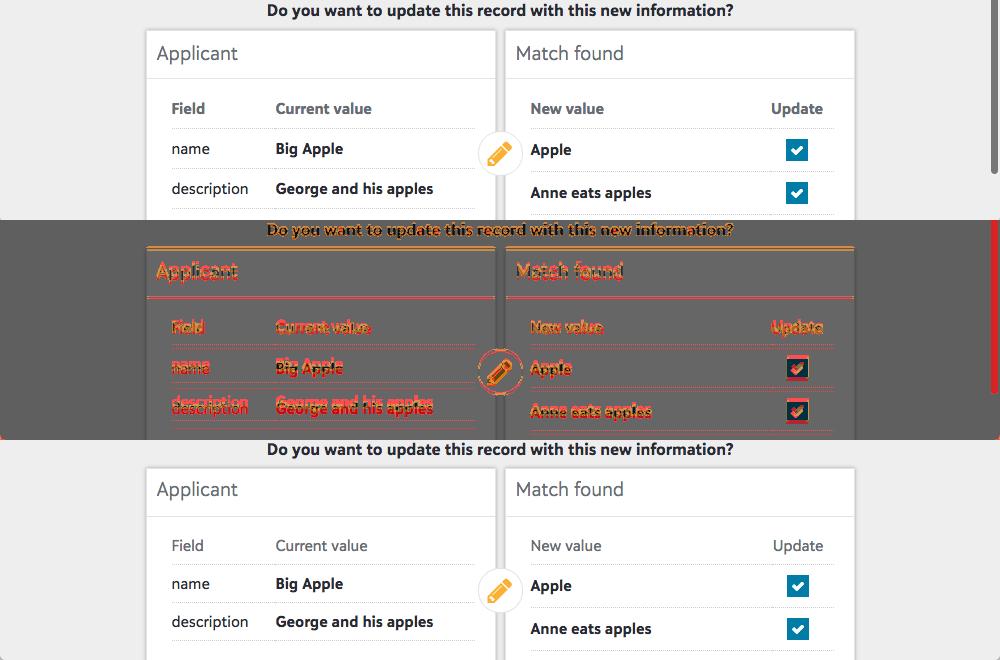 Do you want to update this record with this new information?
Applicant
Match found
Field Current value
New value Update
name Big Apple
Apple
description George and his apples
Anne eats apples
Do you want to update this record with this new information?
Applicant
Match found
Field Current value
New value Update
name Big Apple
Apple
description George and his apples
Anne eats apples
Do you want to update this record with this new information?
Applicant
Match found
Field Current value
New value Update
name Big Apple
Apple
description George and his apples
Anne eats apples